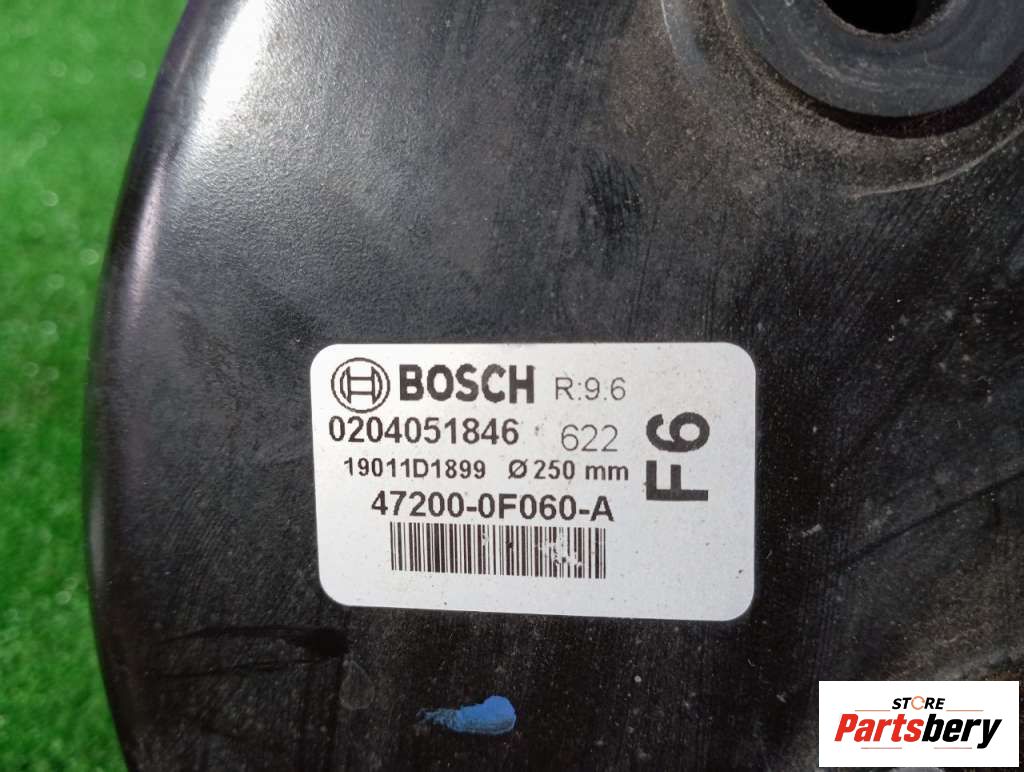 BOSCH R:9.6
0204051846 622
19011D1899 Ø 250 mm
47200-0F060-A
F6
STORE
Partsbery